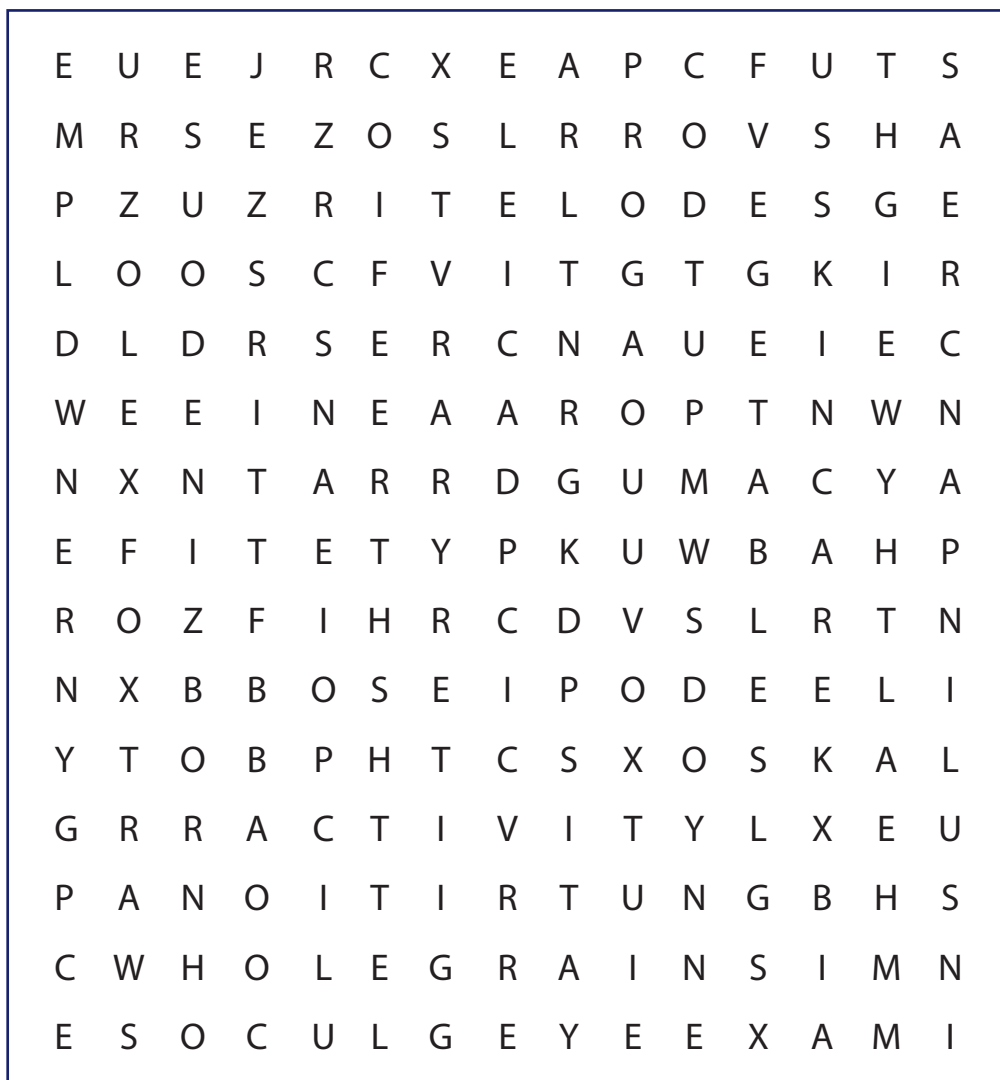 E U E J R C X E A P C F U T S
M R S E Z O S L R R O V S H A
P Z U Z R I T E L O D E S G E
L O O S C F V I T G T G K I R
D L D R S E R C N A U E I E C
W E E I N E A A R O P T N W N
N X N T A R R D G U M A C Y A
E F I T E T Y P K U W B A H P
R O Z F I H R C D V S L R T N
N X B B O S E I P O D E E L I
Y T O B P H T C S X O S K A L
G R R A C T I V I T Y L X E U
P A N O I T I R T U N G B H S
C W H O L E G R A I N S I M N
E S O C U L G E Y E E X A M I